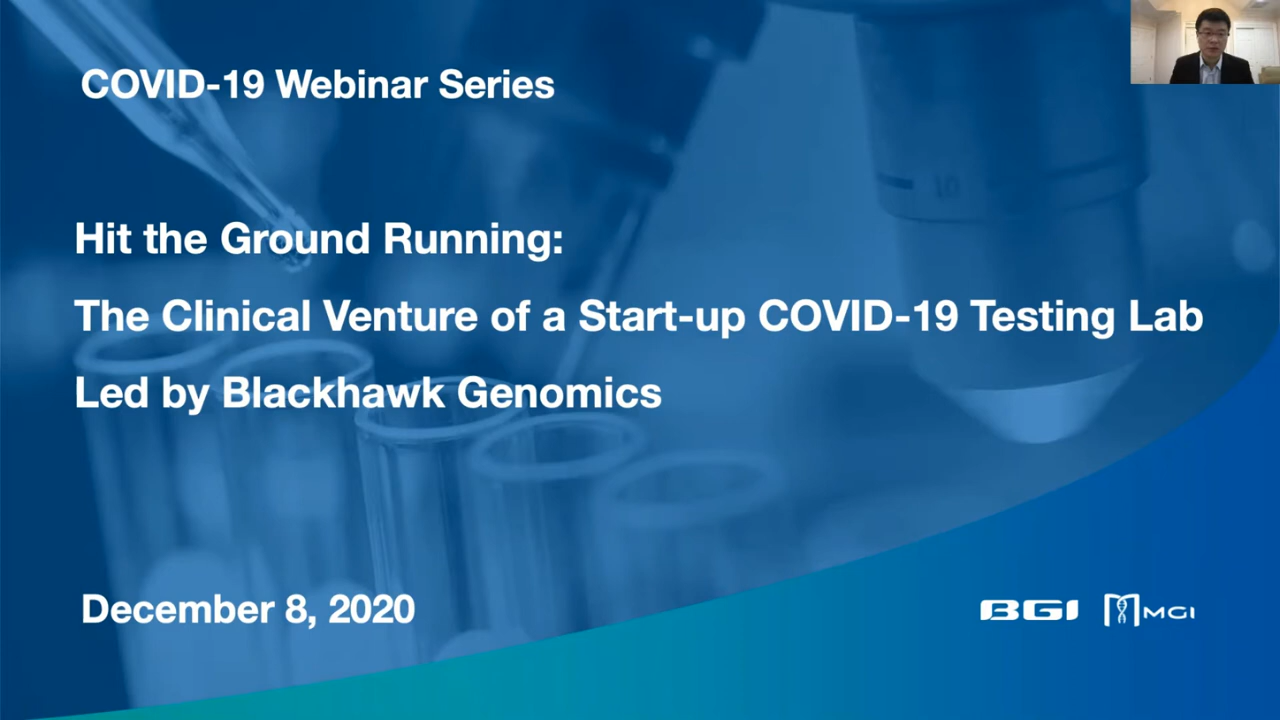 COVID-19 Webinar Series
Hit the Ground Running:
The Clinical Venture of a Start-up COVID-19 Testing Lab
Led by Blackhawk Genomics
December 8, 2020
BGI
MGI
10